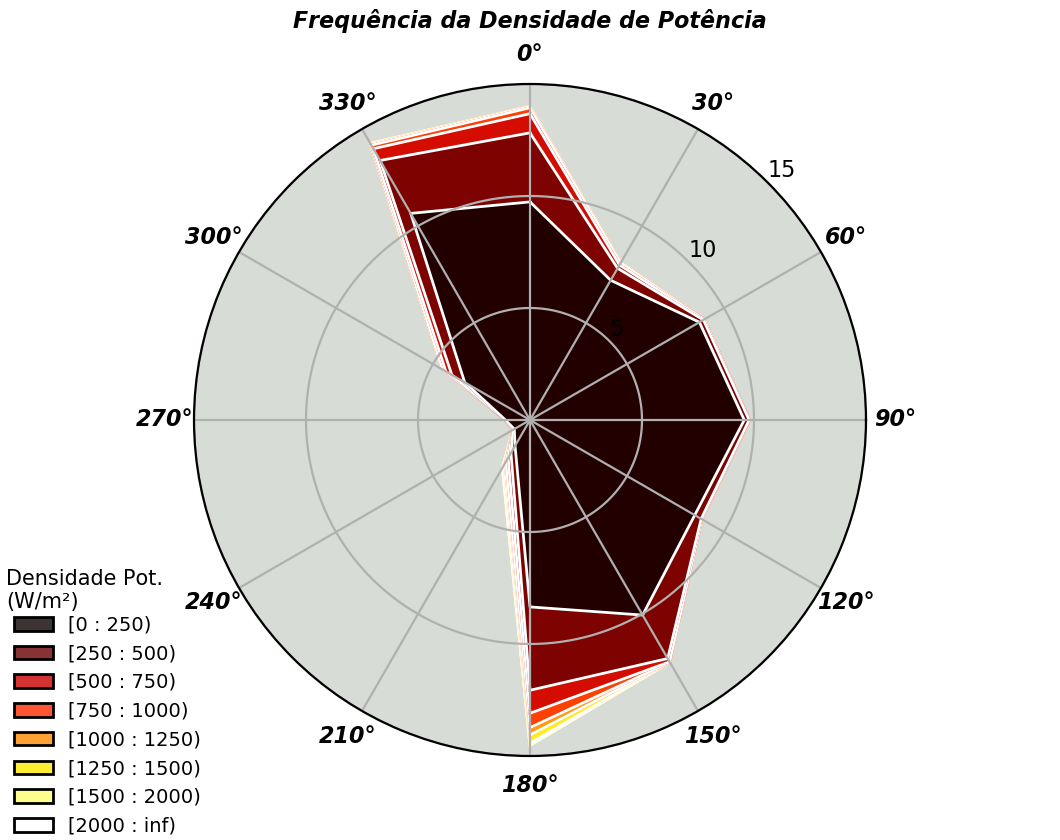 Frequência da Densidade de Potência
0°
330°
30°
15
300°
60°
10
5
270°
90°
240°
120°
210°
150°
180°
Densidade Pot.
(W/m²)
[0 : 250)
[250 : 500)
[500 : 750)
[750 : 1000)
[1000 : 1250)
[1250 : 1500)
[1500 : 2000)
[2000 : inf)